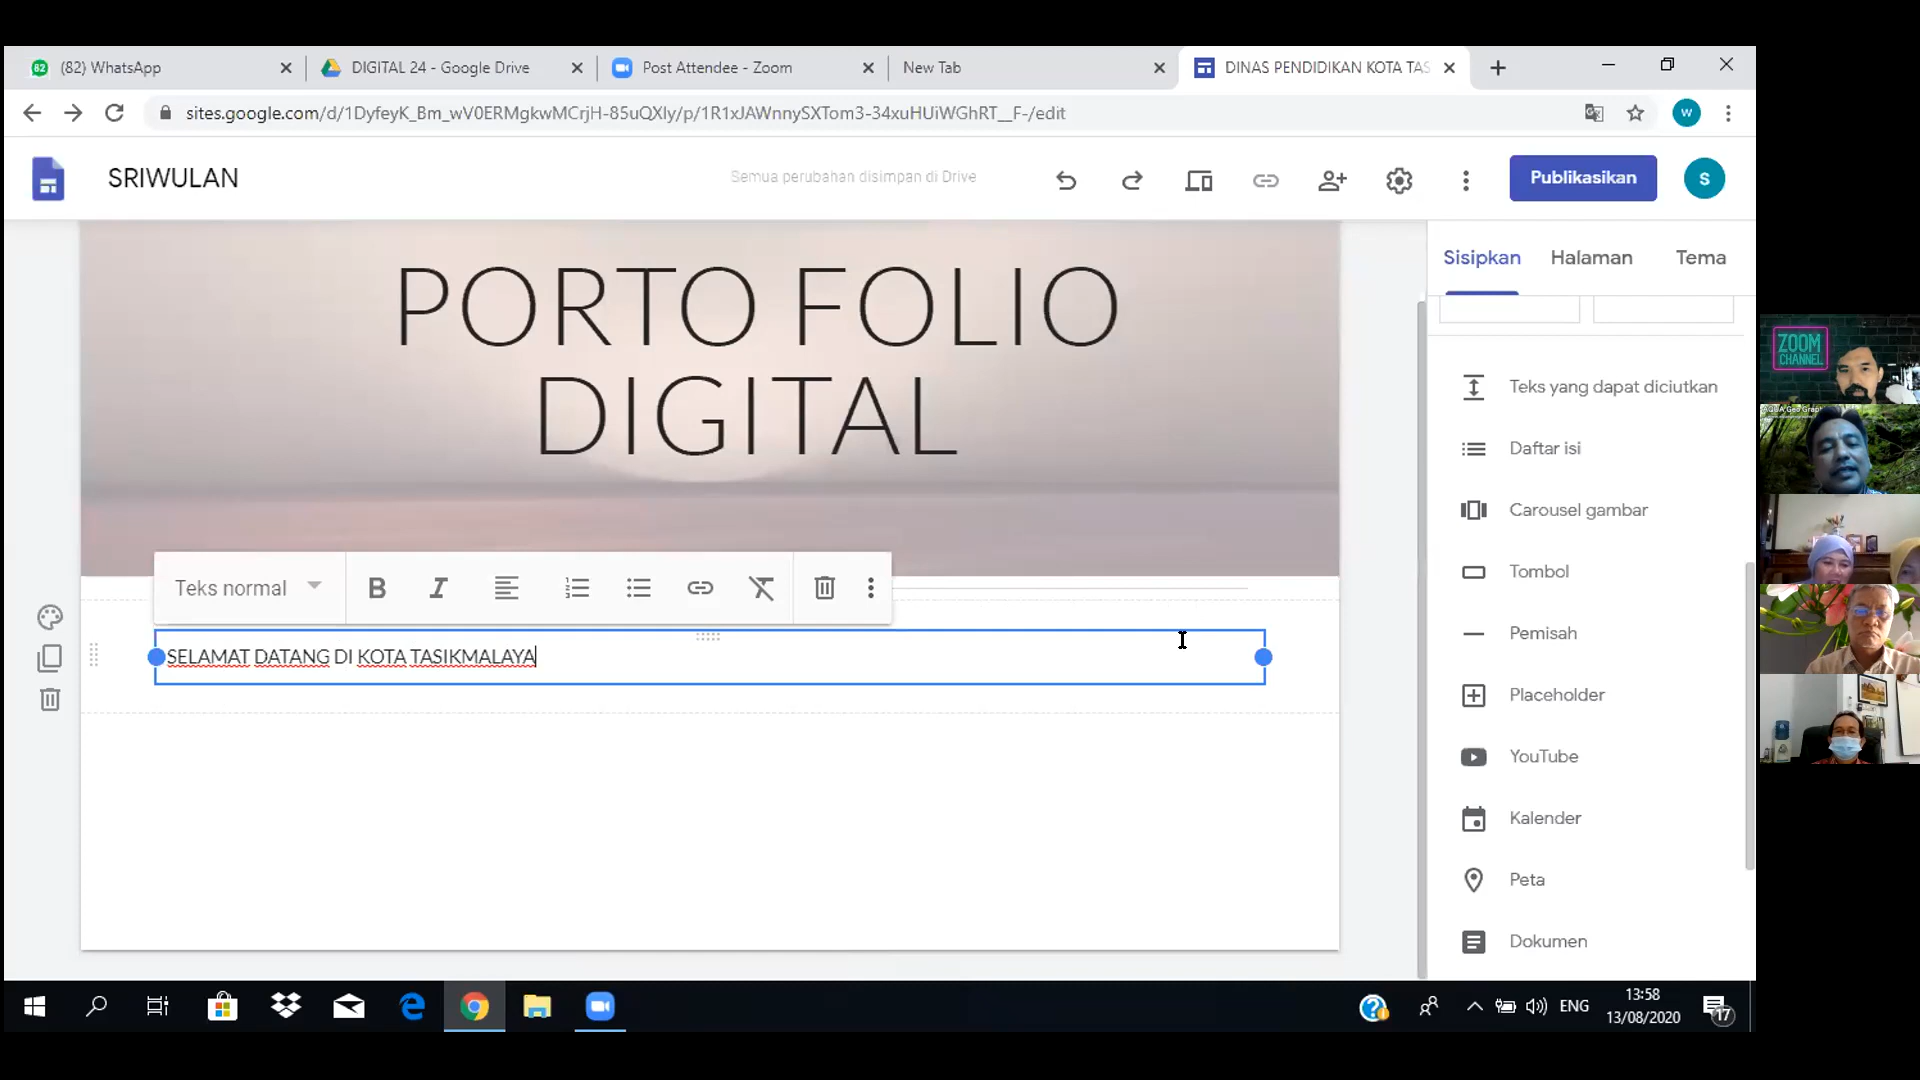 82 (82) WhatsApp
DIGITAL 24 - Google Drive
Post Attendee - Zoom
New Tab
DINAS PENDIDIKAN KOTA TAS
sites.google.com/d/1DyfeyK_Bm_wV0ERMgkwMCrjH-85uQXly/p/1R1xJAWnnySXTom3-34xuHUiWGhRT__F-/edit
W
SRIWULAN
Semua perubahan disimpan di Drive
Publikasikan
S
Sisipkan
Halaman
Tema
PORTO FOLIO
DIGITAL
Teks normal
SELAMAT DATANG DI KOTA TASIKMALAYA
Teks yang dapat diciutkan
Daftar isi
Carousel gambar
Tombol
Pemisah
Placeholder
YouTube
Kalender
Peta
Dokumen
ZOOM
CHANNEL
ENG
13:58
13/08/2020
17